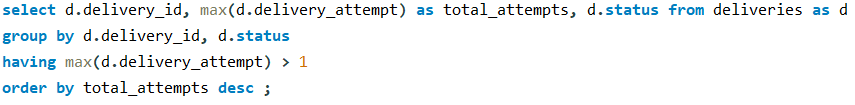 select d.delivery_id, max(d.delivery_attempt) as total_attempts, d.status from deliveries as d
group by d.delivery_id, d.status
having max(d.delivery_attempt) > 1
order by total_attempts desc ;